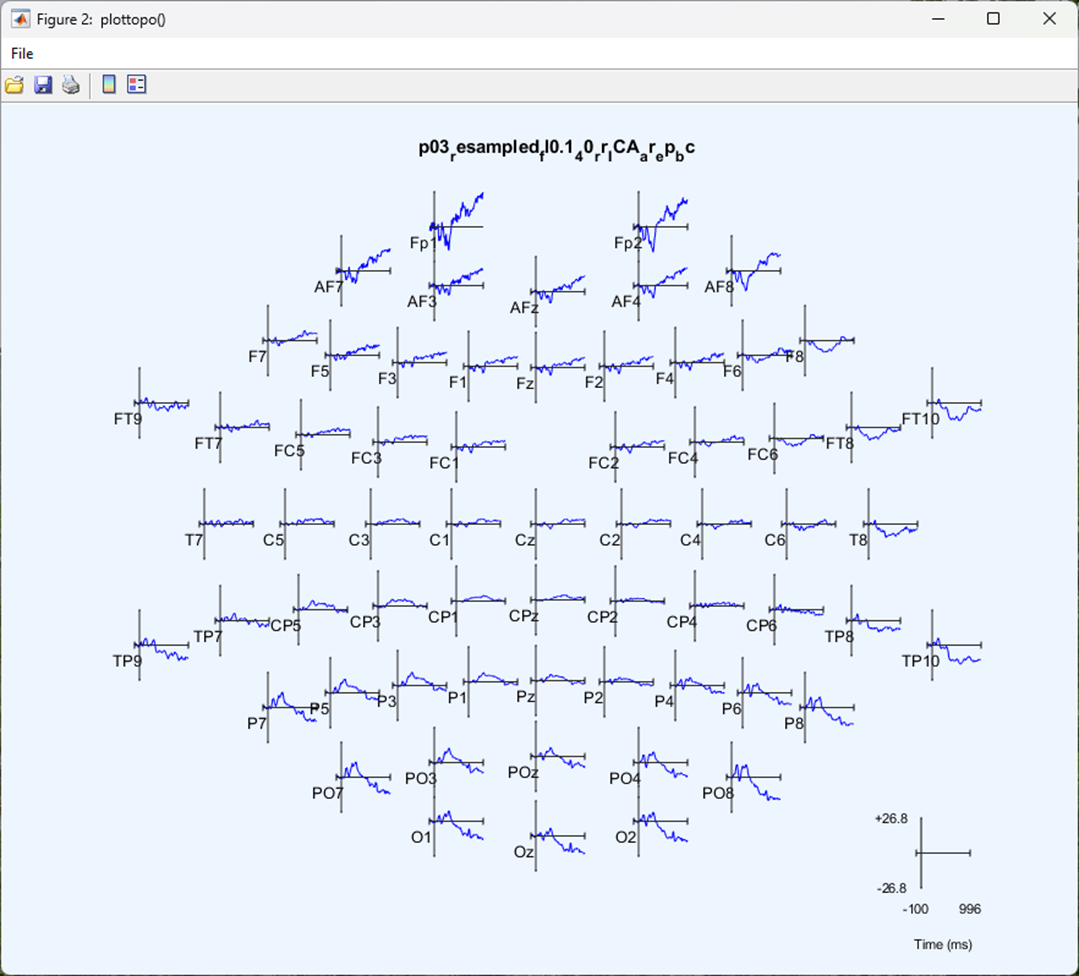 Figure 2: plottopo()
File
p03resampledfl0.140rrlCAarepbc
Fp1 Fp2
AF7 AF3 AFz AF4 AF8
F7 F5 F3 F1 Fz F2 F4 F6 F8
FT9 FT7 FC5 FC3 FC1 FC2 FC4 FC6 FT8 FT10
T7 C5 C3 C1 Cz C2 C4 C6 T8
TP9 TP7 CP5 CP3 CP1 CPz CP2 CP4 CP6 TP8 TP10
P7 P5 P3 P1 Pz P2 P4 P6 P8
PO7 PO3 POz PO4 PO8
O1 Oz O2
+26.8
-26.8
-100 996
Time (ms)